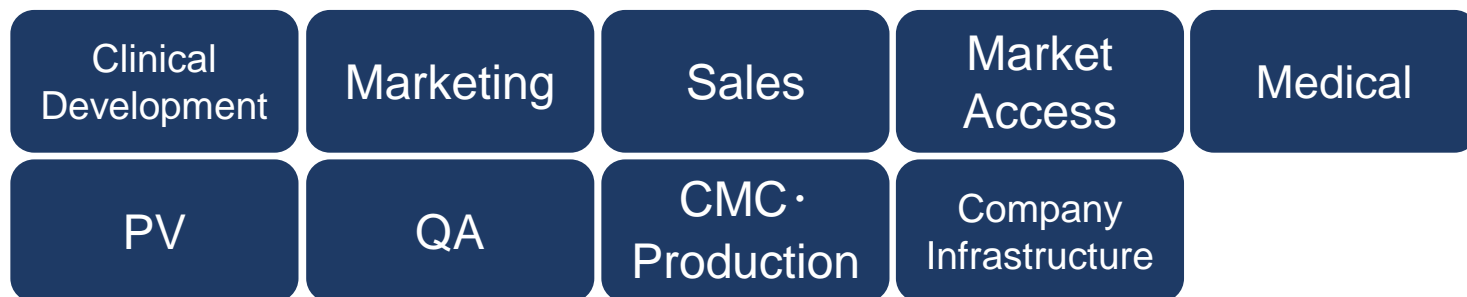 Clinical
Development
Marketing
Sales
Market
Access
Medical
PV
QA
CMC･
Production
Company
Infrastructure